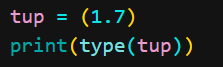 tup = (1.7)
print(type(tup))